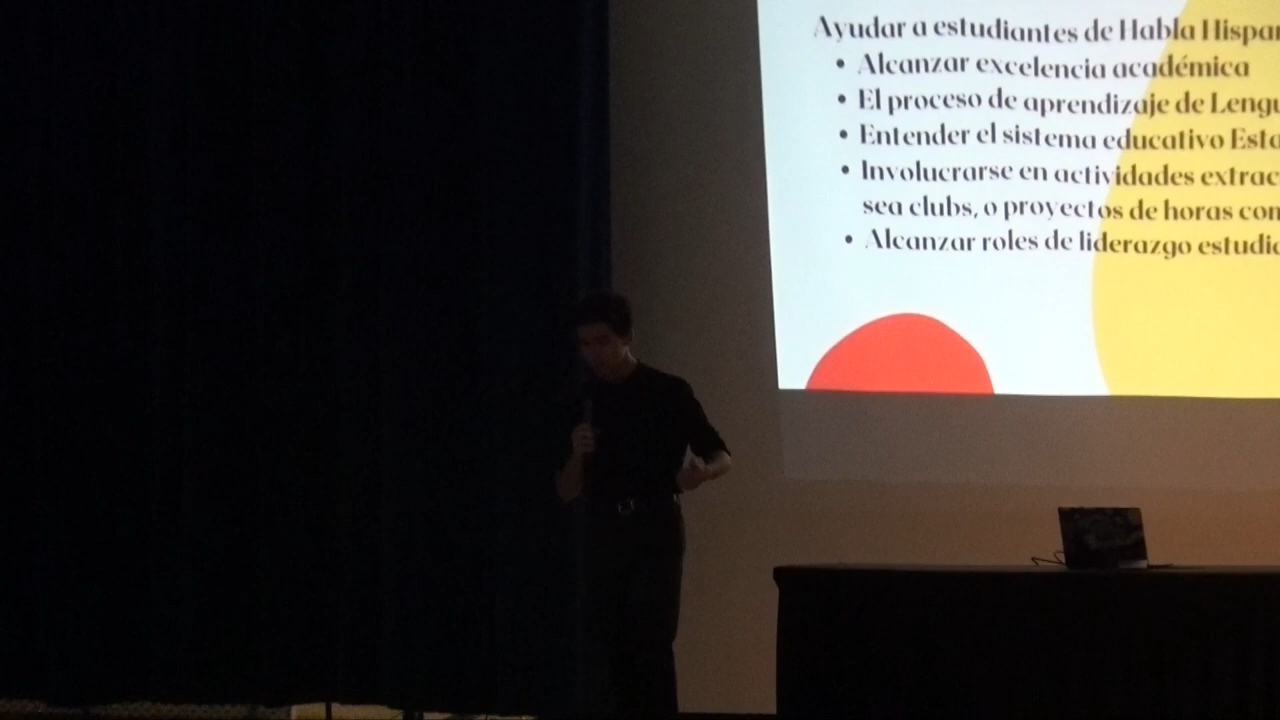 Ayudar a estudiantes de Habla
• Alcanzar excelencia académica
• El proceso de aprendizaje de
• Entender el sistema educativo
• Involucrarse en actividades
sea clubs, o proyectos de horas
• Alcanzar roles de liderazgo